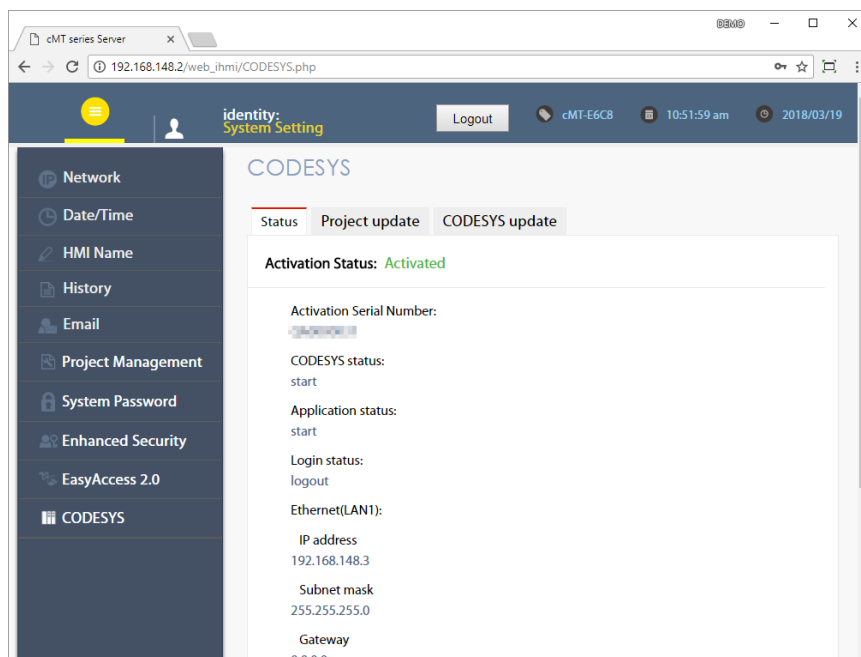 DEMO
cMT series Server
192.168.148.2/web_ihmi/CODESYS.php
identity:
System Setting
Logout
cMT-E6C8
10:51:59 am
2018/03/19
IP Network
Date/Time
HMI Name
History
Email
Project Management
System Password
Enhanced Security
EasyAccess 2.0
CODESYS
CODESYS
Status Project update CODESYS update
Activation Status: Activated
Activation Serial Number:
CODESYS status:
start
Application status:
start
Login status:
logout
Ethernet(LAN1):
IP address
192.168.148.3
Subnet mask
255.255.255.0
Gateway